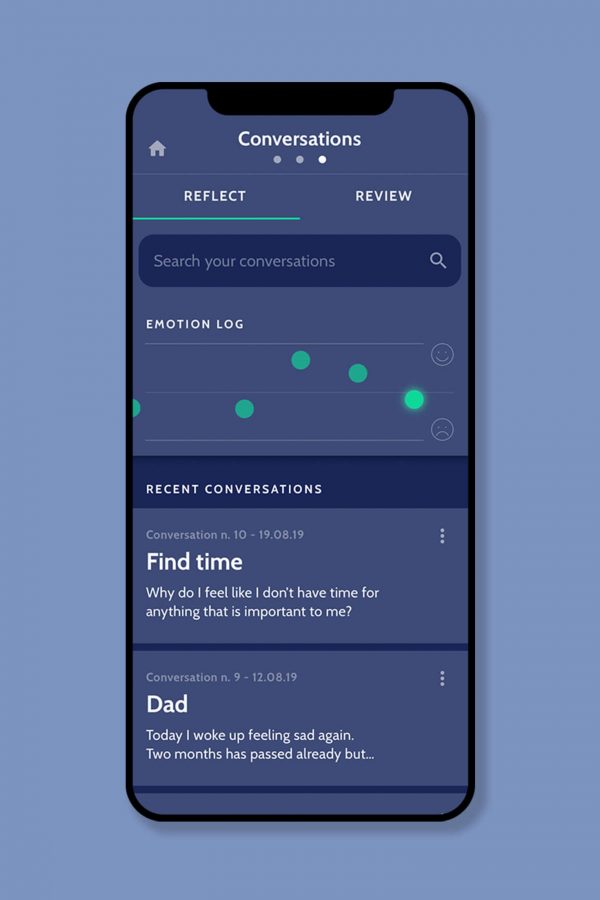 Conversations
REFLECT
REVIEW
Search your conversations
EMOTION LOG
RECENT CONVERSATIONS
Conversation n. 10 - 19.08.19
Find time
Why do I feel like I don't have time for
anything that is important to me?
Conversation n. 9 - 12.08.19
Dad
Today I woke up feeling sad again.
Two months has passed already but...